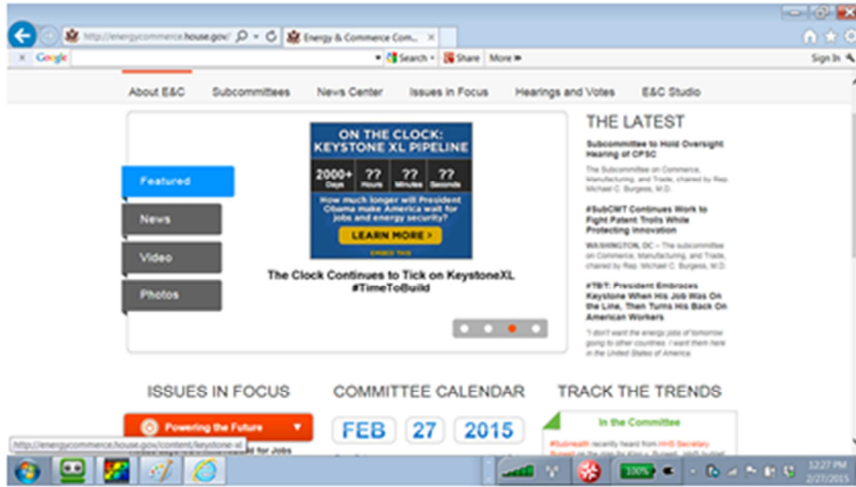 http://energycommerce.house.gov/
Energy & Commerce Com...
Google
Search
Share
More
Sign In
About E&C
Subcommittees
News Center
Issues in Focus
Hearings and Votes
E&C Studio
Featured
News
Video
Photos
ON THE CLOCK:
KEYSTONE XL PIPELINE
2000+ ?? ?? ??
Days Hours Minutes Seconds
How much longer will President
Obama make America wait for
jobs and energy security?
LEARN MORE >
EMBED THIS
The Clock Continues to Tick on KeystoneXL
#TimeToBuild
THE LATEST
Subcommittee to Hold Oversight
Hearing of CPSC
The Subcommittee on Commerce,
Manufacturing, and Trade, chaired by Rep.
Michael C. Burgess, M.D.
#SubCMT Continues Work to
Fight Patent Trolls While
Protecting Innovation
WASHINGTON, DC – The subcommittee
on Commerce, Manufacturing, and Trade,
chaired by Rep. Michael C. Burgess, M.D.
#TBT: President Embraces
Keystone When His Job Was On
the Line, Then Turns His Back On
American Workers
"I don't want the energy jobs of tomorrow
going to other countries. I want them here
in the United States of America.
ISSUES IN FOCUS
Powering the Future
for Jobs
COMMITTEE CALENDAR
FEB 27 2015
TRACK THE TRENDS
In the Committee
#Subhealth recently heard from HHS Secretary
http://energycommerce.house.gov/content/keystone-xl
100%
12:27 PM
2/27/2015